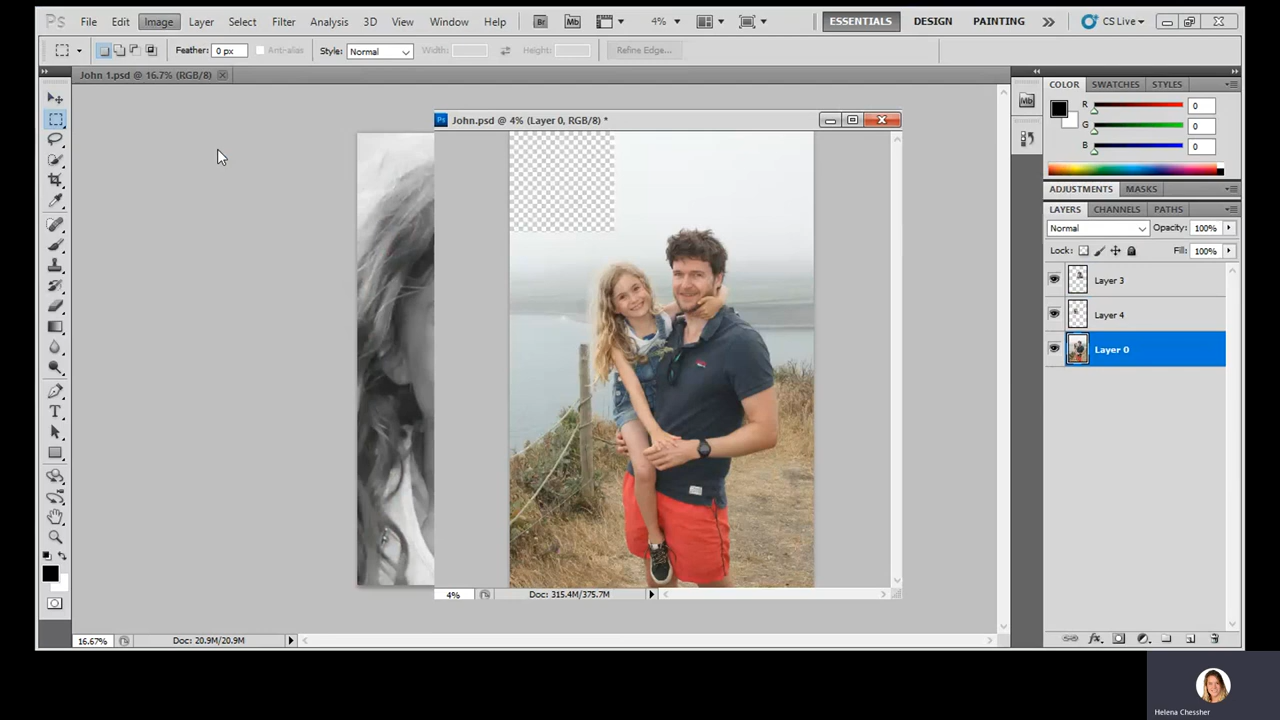 Ps File Edit Image Layer Select Filter Analysis 3D View Window Help Br Mb 4% ESSENTIALS DESIGN PAINTING CS Live
Feather: 0 px Anti-alias Style: Normal Width: Height: Refine Edge...
John 1.psd @ 16.7% (RGB/8)
Ps John.psd @ 4% (Layer 0, RGB/8) *
Mb
COLOR SWATCHES STYLES
R 0
G 0
B 0
ADJUSTMENTS MASKS
LAYERS CHANNELS PATHS
Normal Opacity: 100%
Lock: Fill: 100%
Layer 3
Layer 4
Layer 0
4% Doc: 315.4M/375.7M
16.67% Doc: 20.9M/20.9M
Helena Chessher